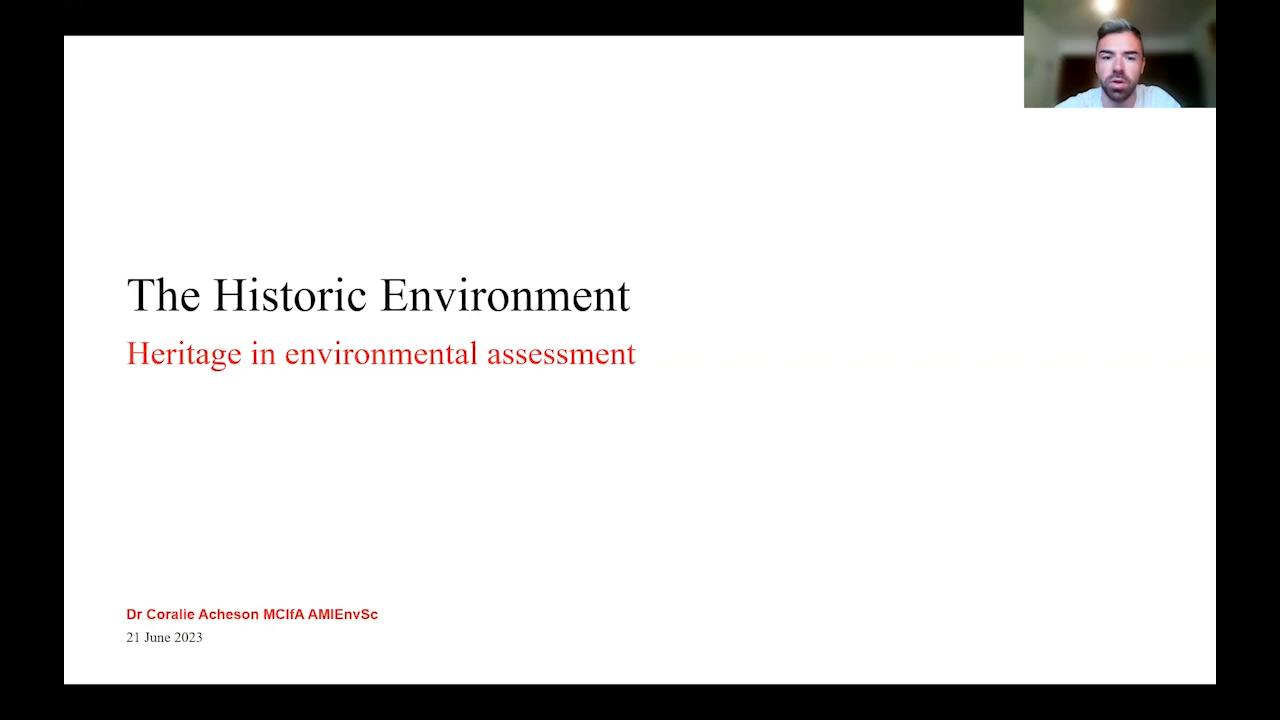 The Historic Environment
Heritage in environmental assessment
Dr Coralie Acheson MCIfA AMIEnvSc
21 June 2023